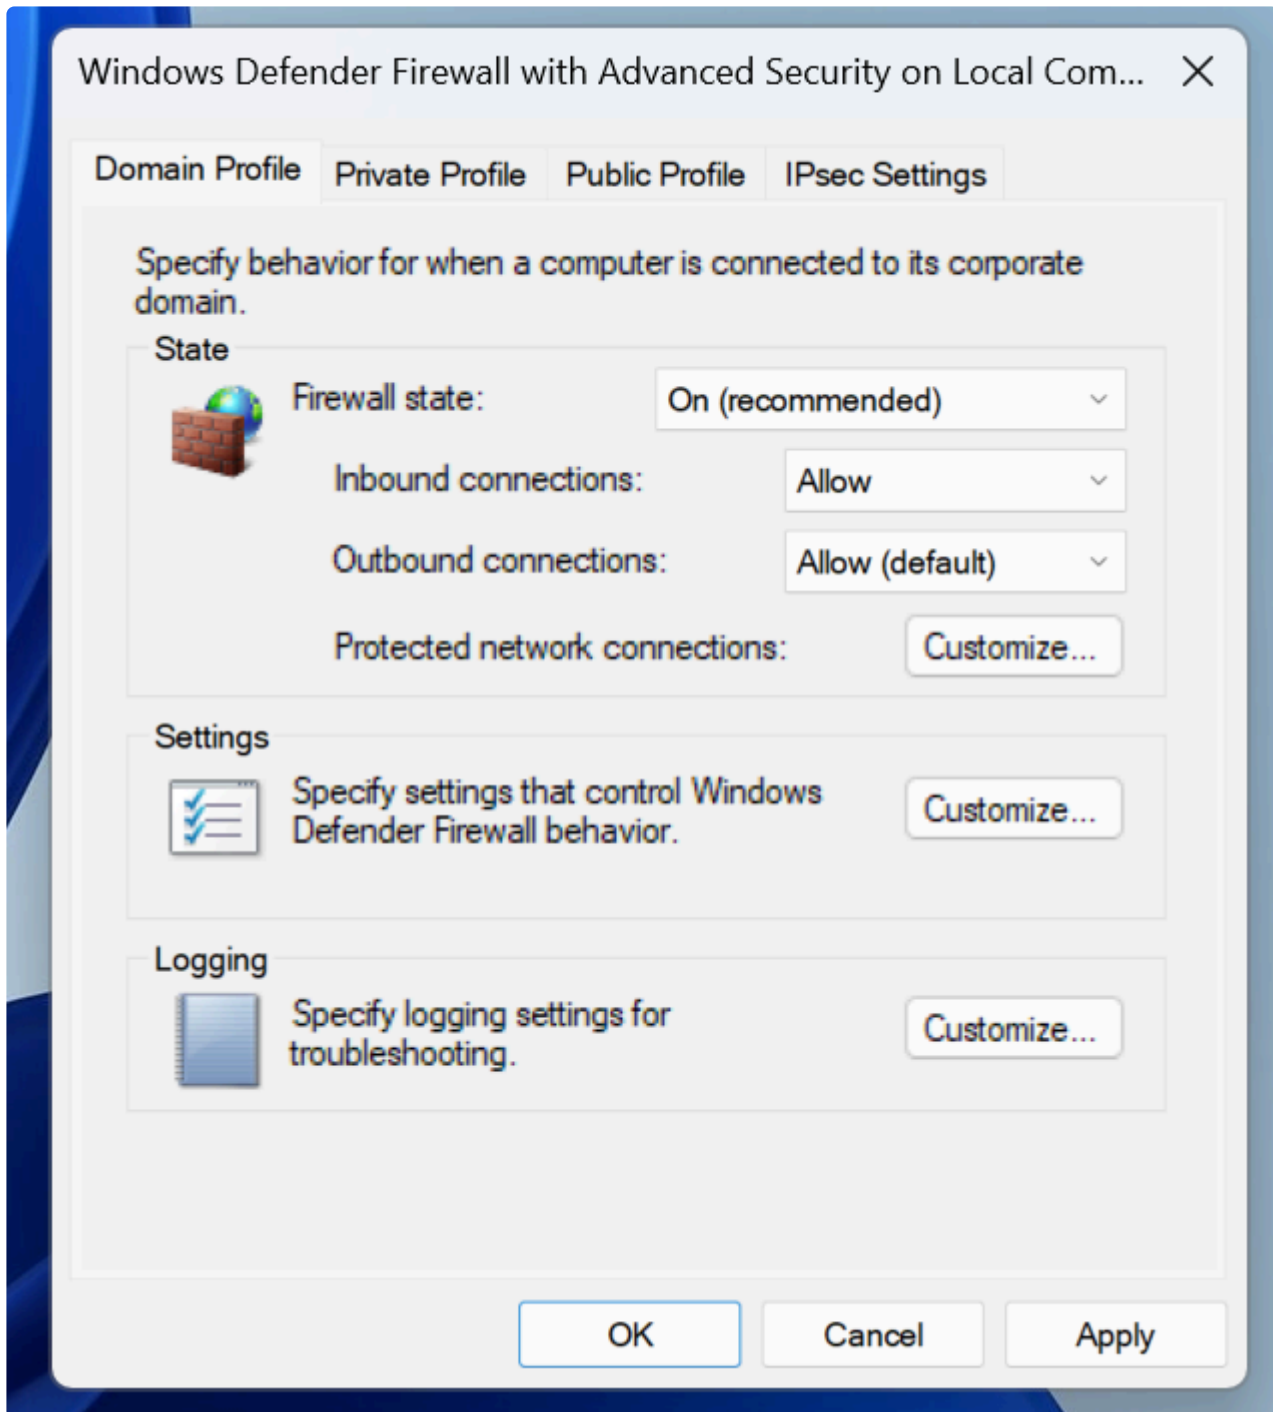 Windows Defender Firewall with Advanced Security on Local Com...
Domain Profile
Private Profile
Public Profile
IPsec Settings
Specify behavior for when a computer is connected to its corporate
domain.
State
Firewall state:
On (recommended)
Inbound connections:
Allow
Outbound connections:
Allow (default)
Protected network connections:
Customize...
Settings
Specify settings that control Windows
Defender Firewall behavior.
Customize...
Logging
Specify logging settings for
troubleshooting.
Customize...
OK
Cancel
Apply